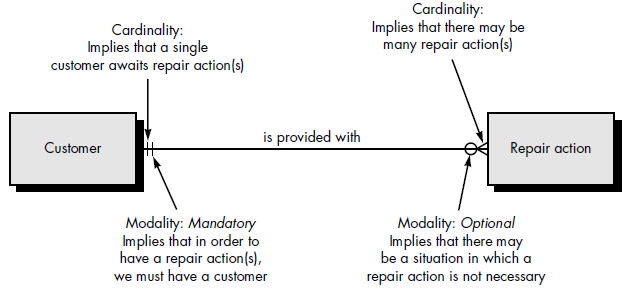 Cardinality:
Implies that a single
customer awaits repair action(s)
Cardinality:
Implies that there may be
many repair action(s)
Customer
is provided with
Repair action
Modality: Mandatory
Implies that in order to
have a repair action(s),
we must have a customer
Modality: Optional
Implies that there may
be a situation in which a
repair action is not necessary